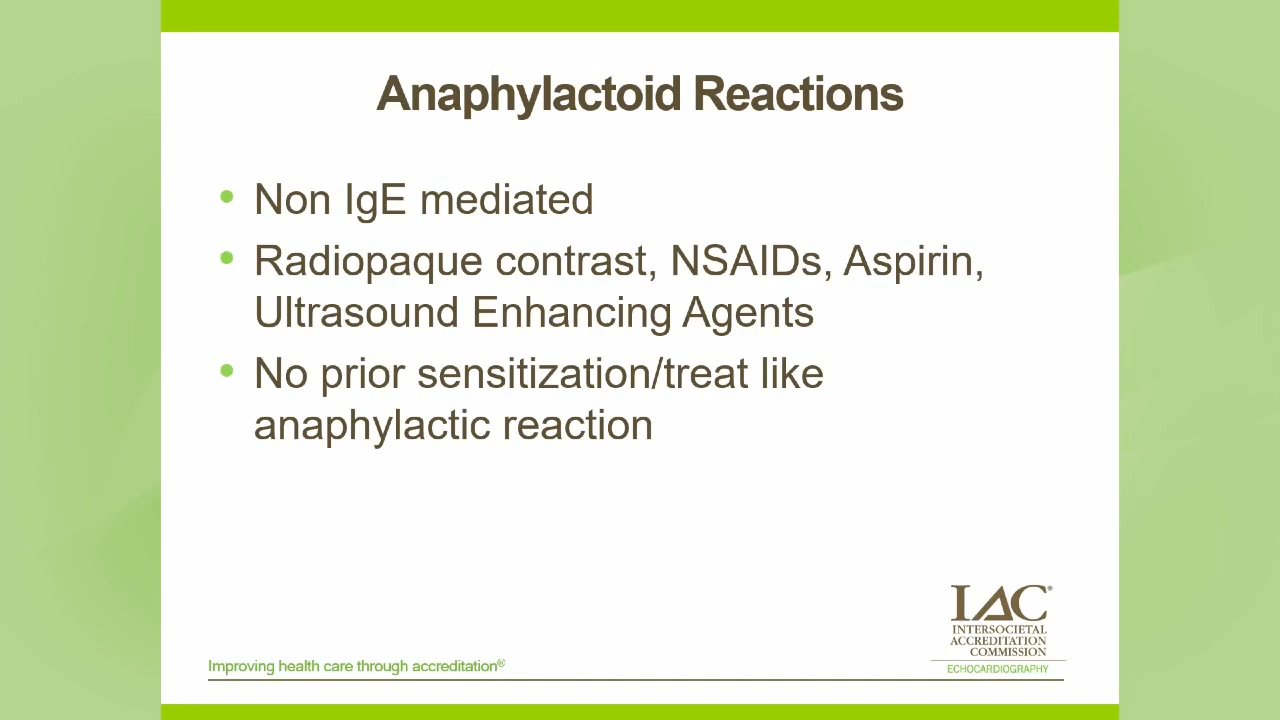 Anaphylactoid Reactions
• Non IgE mediated
• Radiopaque contrast, NSAIDs, Aspirin,
Ultrasound Enhancing Agents
• No prior sensitization/treat like
anaphylactic reaction
Improving health care through accreditation®
IAC®
INTERSOCIETAL
ACCREDITATION
COMMISSION
ECHOCARDIOGRAPHY